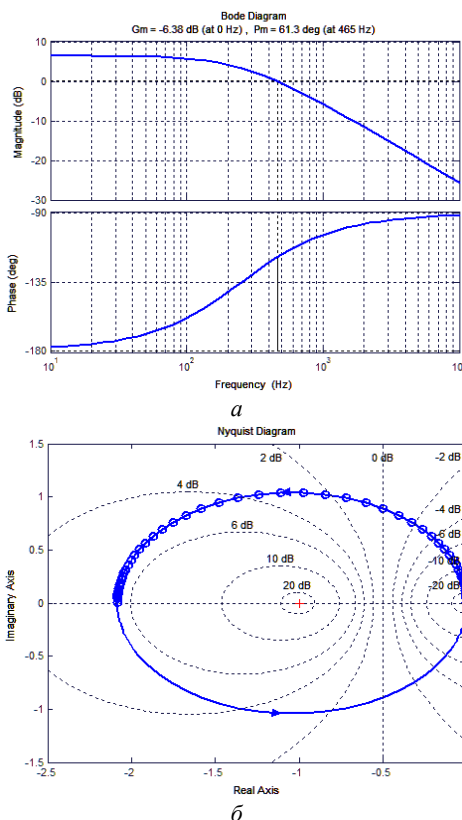 Bode Diagram
Gm = -6.38 dB (at 0 Hz) , Pm = 61.3 deg (at 465 Hz)
10
0
-10
-20
-30
Magnitude (dB)
-90
-135
-180
Phase (deg)
10^1
10^2
10^3
10
Frequency (Hz)
а
Nyquist Diagram
1.5
1
0.5
0
-0.5
-1
-1.5
Imaginary Axis
2 dB
0 dB
-2 dB
4 dB
-4 dB
6 dB
-6 dB
10 dB
-10 dB
20 dB
-20 dB
-2.5
-2
-1.5
-1
-0.5
Real Axis
б